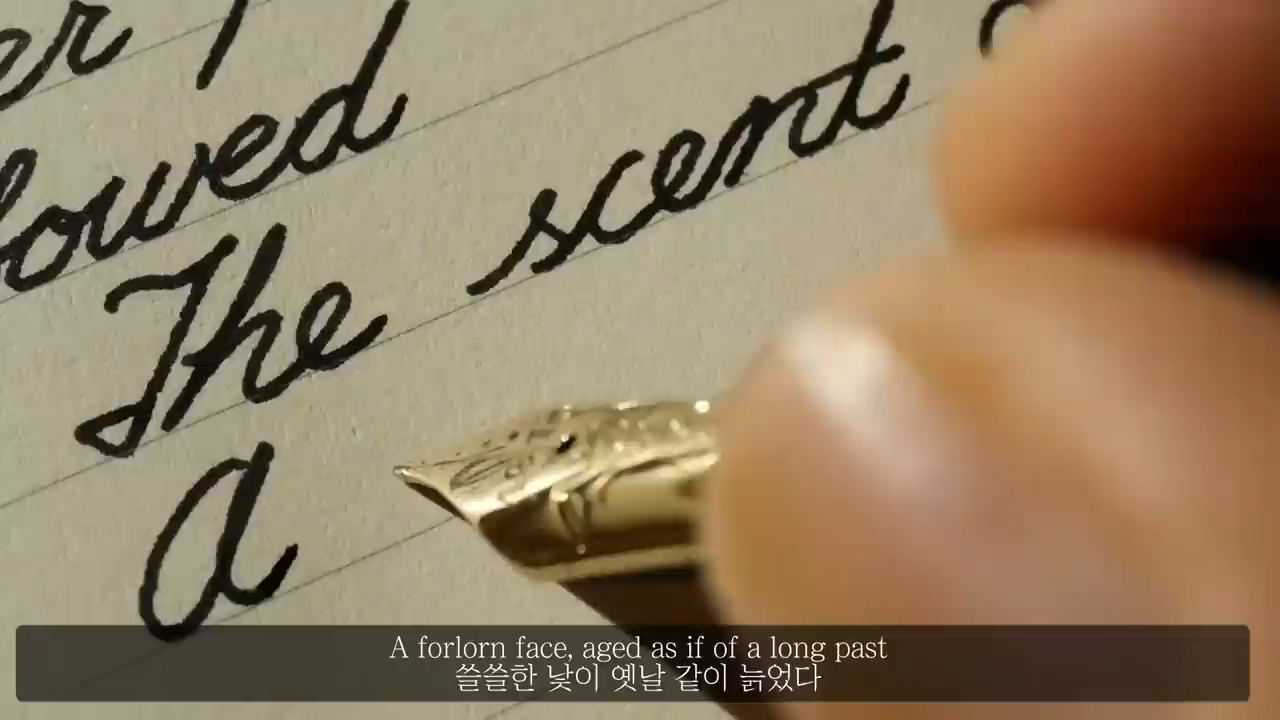 er
lowed
The scent
a
A forlorn face, aged as if of a long past
쓸쓸한 낯이 옛날 같이 늙었다